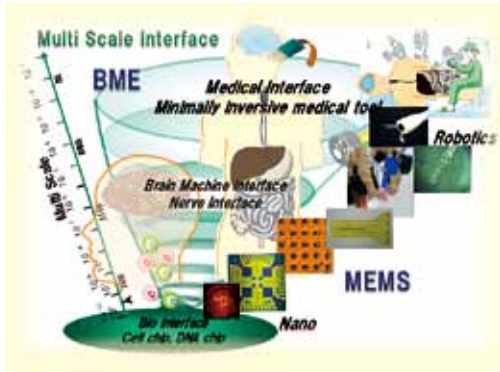 Multi Scale Interface
BME
Medical Interface
Minimally inversive medical tool
Robotics
Multi Scale
Brain Machine Interface
Nerve Interface
MEMS
Bio Interface
Nano
Cell chip, DNA chip